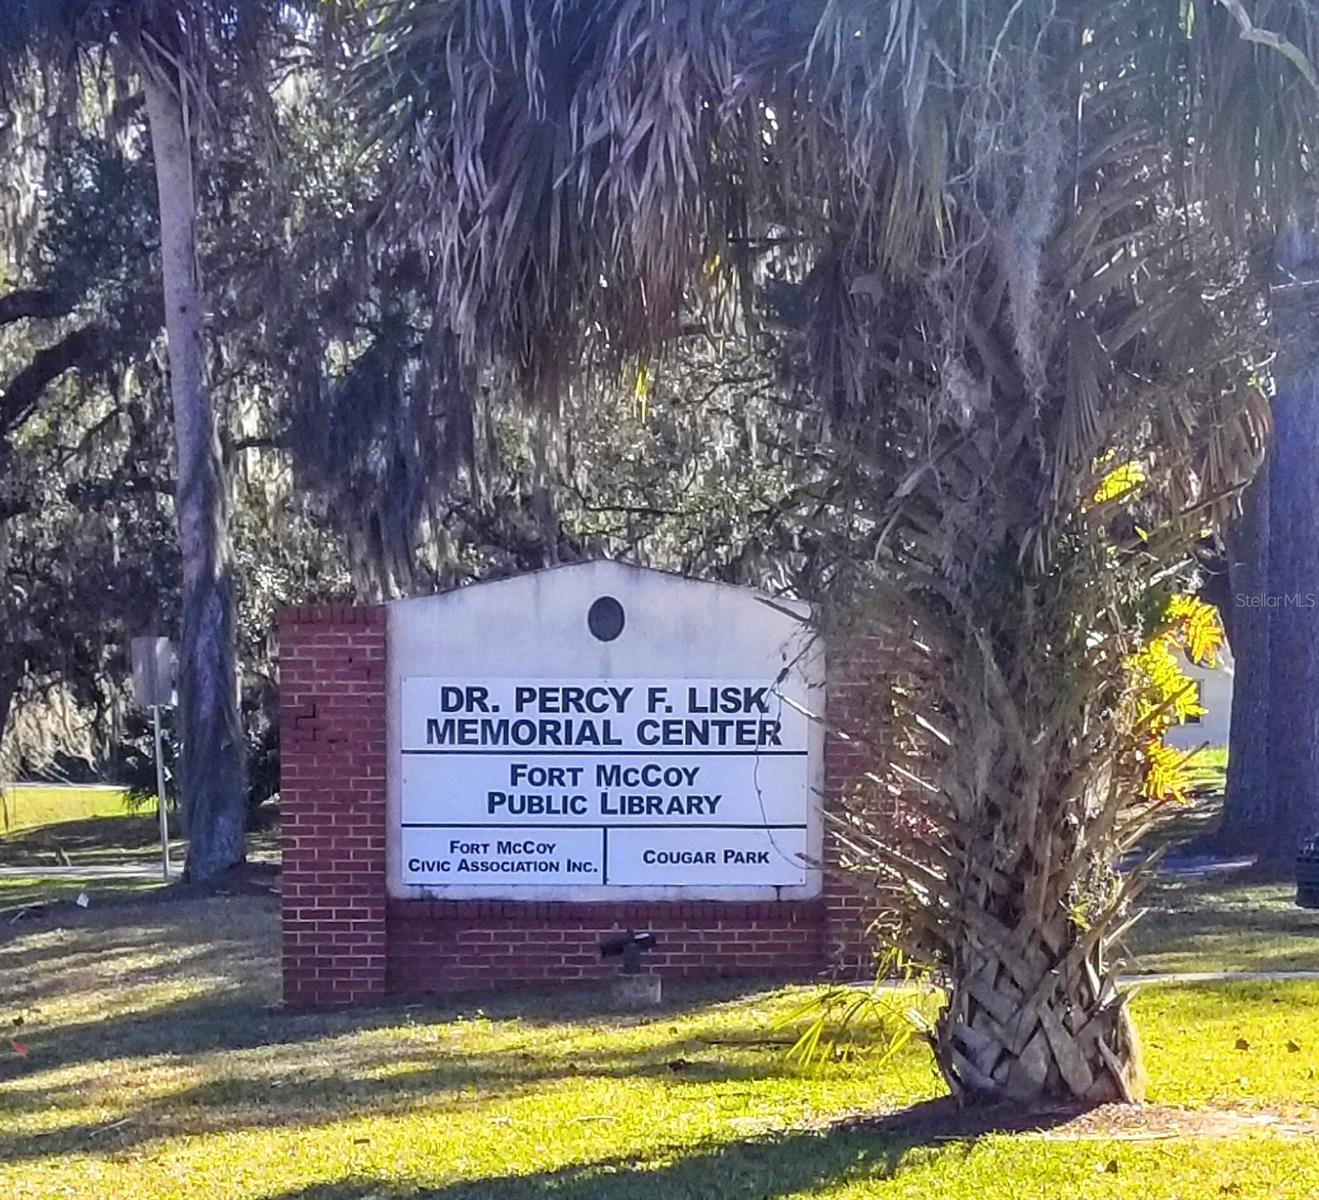 DR. PERCY F. LISK
MEMORIAL CENTER
FORT MCCOY
PUBLIC LIBRARY
FORT MCCOY
CIVIC ASSOCIATION INC.
COUGAR PARK
StellarMLS